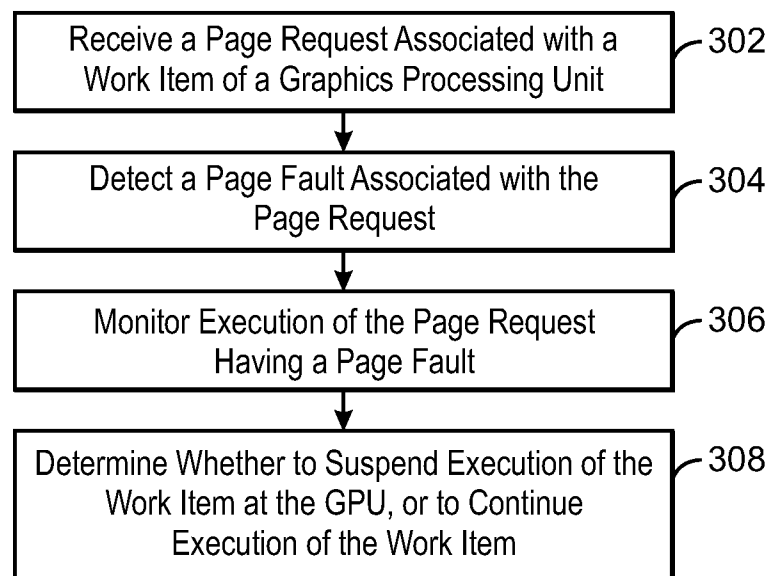 Receive a Page Request Associated with a
Work Item of a Graphics Processing Unit
302
Detect a Page Fault Associated with the
Page Request
304
Monitor Execution of the Page Request
Having a Page Fault
306
Determine Whether to Suspend Execution of the
Work Item at the GPU, or to Continue
Execution of the Work Item
308